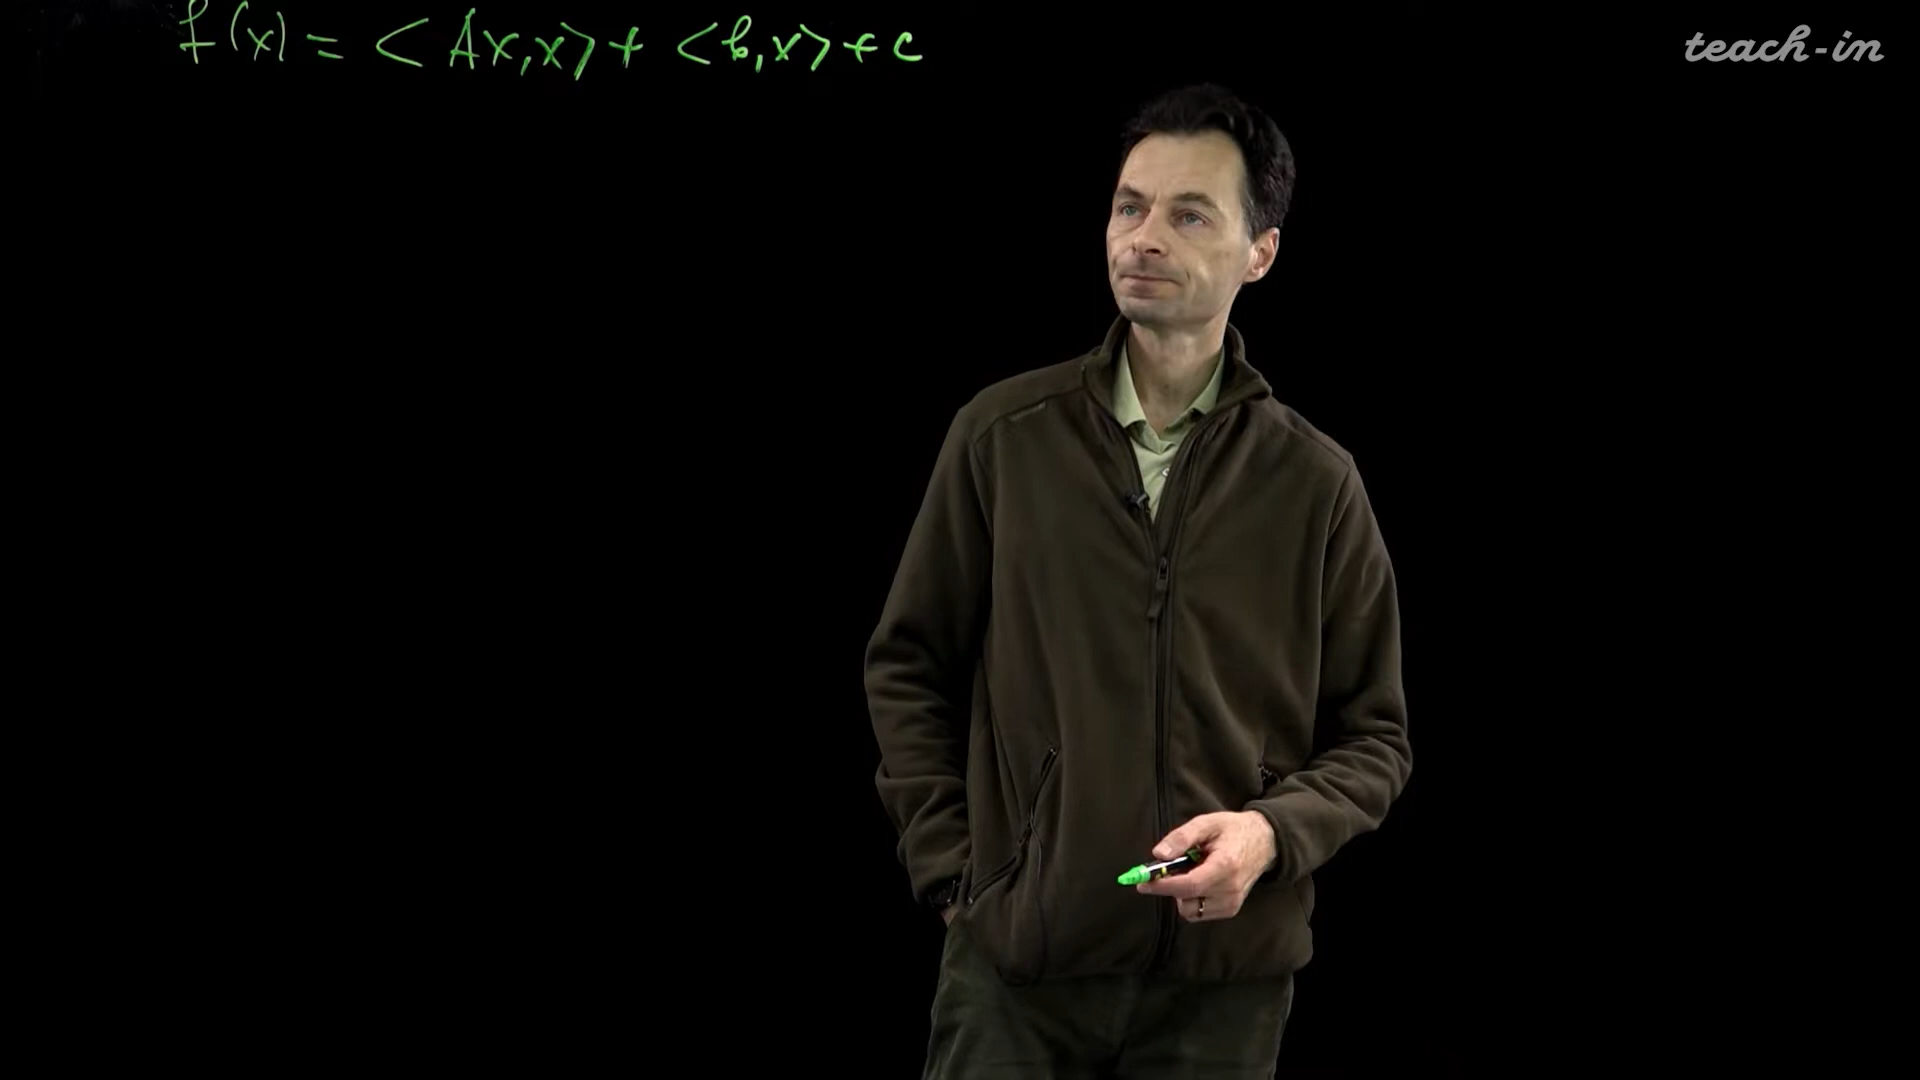 f(x) = <Ax,x> + <b,x> + c
teach-in